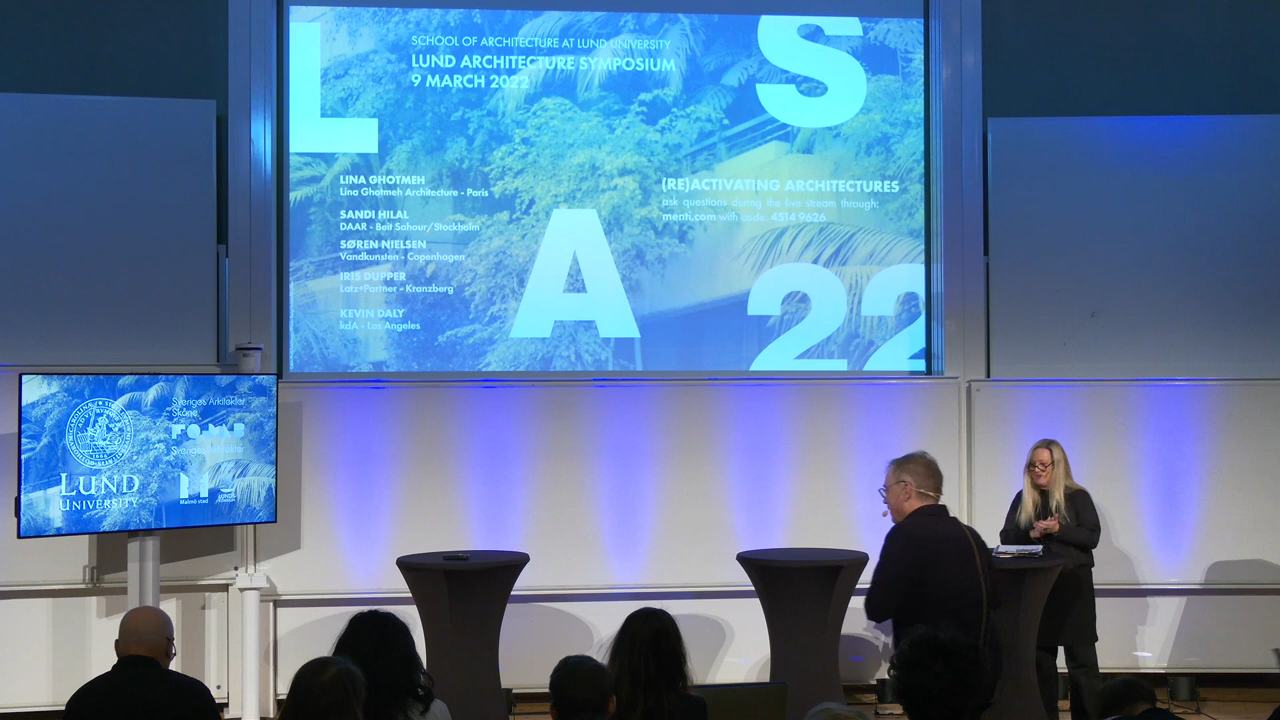 L
S
A
22
SCHOOL OF ARCHITECTURE AT LUND UNIVERSITY
LUND ARCHITECTURE SYMPOSIUM
9 MARCH 2022
LINA GHOTMEH
Lina Ghotmeh Architecture - Paris
SANDI HILAL
DAAR - Beit Sahour/Stockholm
SØREN NIELSEN
Vandkunsten - Copenhagen
IRIS DUPPER
Latz+Partner - Kranzberg
KEVIN DALY
kdA - Los Angeles
(RE)ACTIVATING ARCHITECTURES
ask questions during the live stream through:
menti.com with code: 4514 9626
LUND
UNIVERSITY
Sveriges Arkitekter
Skåne
Sveriges Arkitekter
Malmö stad